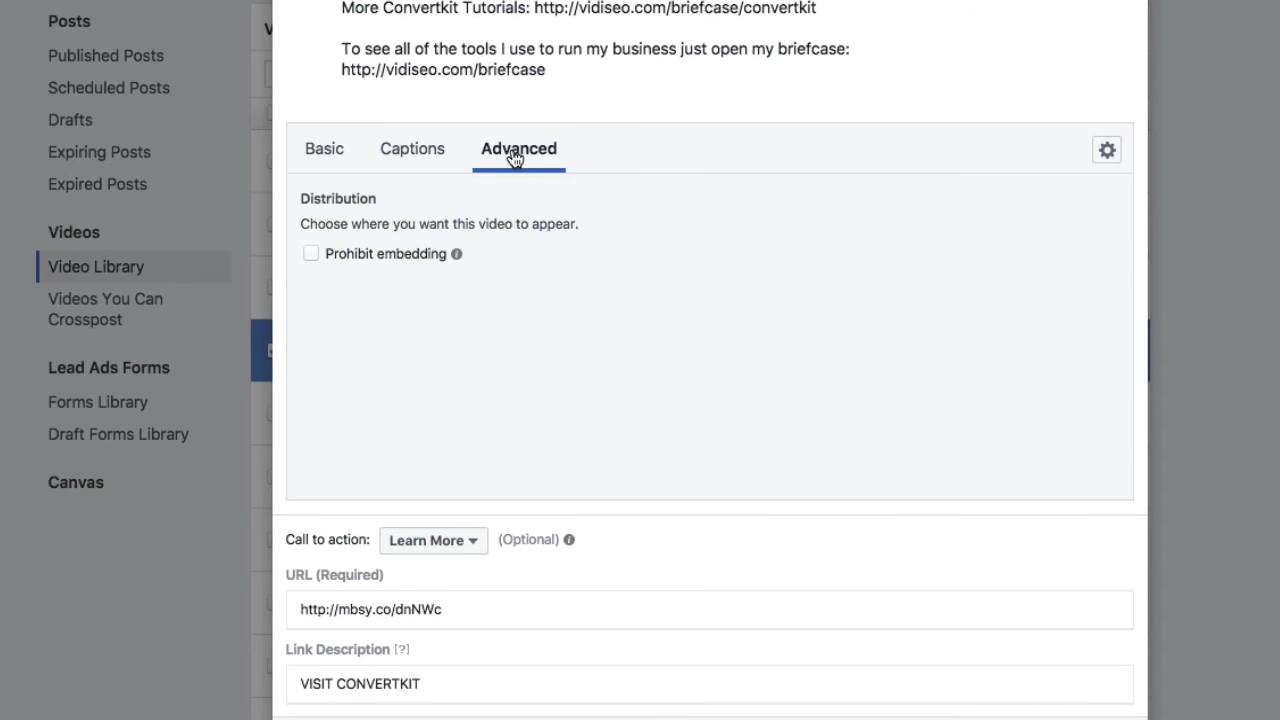 Posts
Published Posts
Scheduled Posts
Drafts
Expiring Posts
Expired Posts
Videos
Video Library
Videos You Can
Crosspost
Lead Ads Forms
Forms Library
Draft Forms Library
Canvas
More Convertkit Tutorials: http://vidiseo.com/briefcase/convertkit
To see all of the tools I use to run my business just open my briefcase:
http://vidiseo.com/briefcase
Basic Captions Advanced
Distribution
Choose where you want this video to appear.
Prohibit embedding
Call to action: Learn More (Optional)
URL (Required)
http://mbsy.co/dnNWc
Link Description [?]
VISIT CONVERTKIT